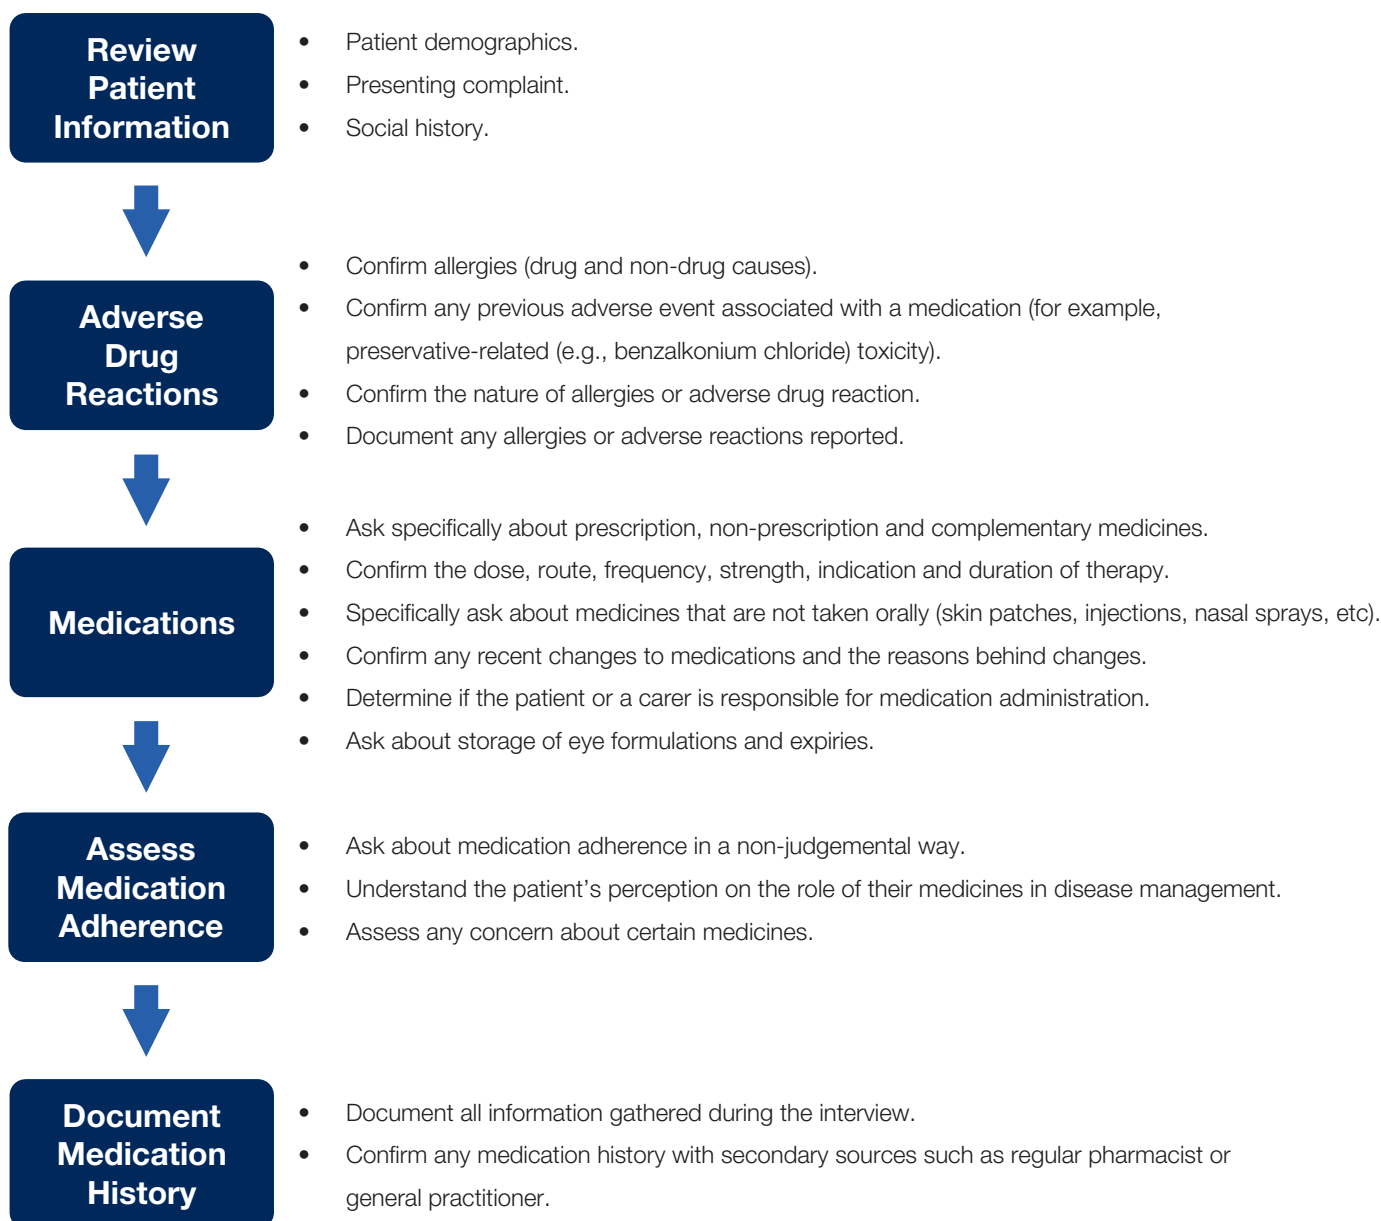 Review
Patient
Information
• Patient demographics.
• Presenting complaint.
• Social history.
Adverse
Drug
Reactions
• Confirm allergies (drug and non-drug causes).
• Confirm any previous adverse event associated with a medication (for example,
preservative-related (e.g., benzalkonium chloride) toxicity).
• Confirm the nature of allergies or adverse drug reaction.
• Document any allergies or adverse reactions reported.
Medications
• Ask specifically about prescription, non-prescription and complementary medicines.
• Confirm the dose, route, frequency, strength, indication and duration of therapy.
• Specifically ask about medicines that are not taken orally (skin patches, injections, nasal sprays, etc).
• Confirm any recent changes to medications and the reasons behind changes.
• Determine if the patient or a carer is responsible for medication administration.
• Ask about storage of eye formulations and expiries.
Assess
Medication
Adherence
• Ask about medication adherence in a non-judgemental way.
• Understand the patient’s perception on the role of their medicines in disease management.
• Assess any concern about certain medicines.
Document
Medication
History
• Document all information gathered during the interview.
• Confirm any medication history with secondary sources such as regular pharmacist or
general practitioner.